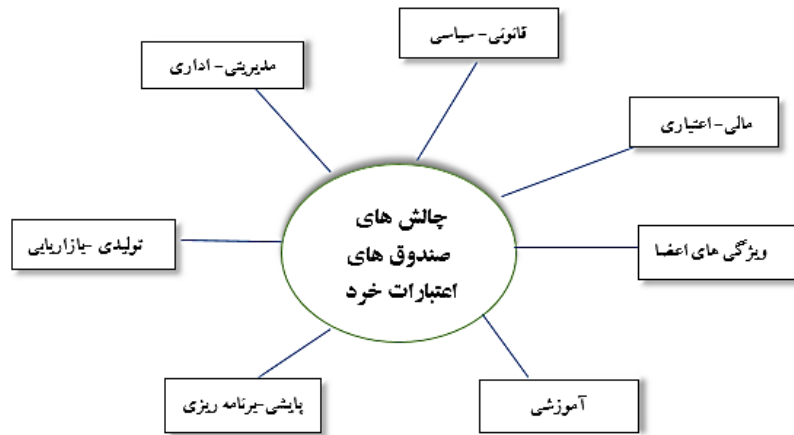 قانونی- سیاسی
مدیریتی- اداری
مالی- اعتباری
چالش های
صندوق های
اعتبارات خرد
تولیدی -بازاریابی
ویژگی های اعضا
پایشی-برنامه ریزی
آموزشی